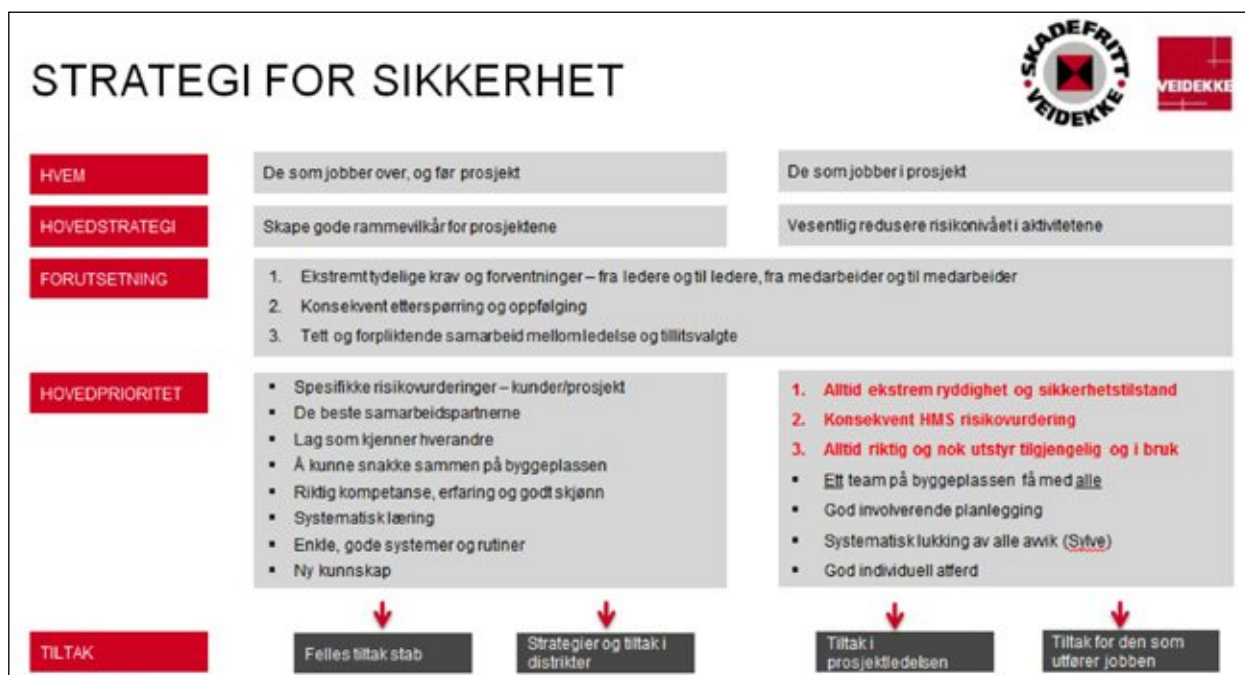 STRATEGI FOR SIKKERHET
SKADEFRITT
VEIDEKKE
VEIDEKKE
HVEM
De som jobber over, og før prosjekt
De som jobber i prosjekt
HOVEDSTRATEGI
Skape gode rammevilkår for prosjektene
Vesentlig redusere risikonivået i aktivitetene
FORUTSETNING
1. Ekstremt tydelige krav og forventninger – fra ledere og til ledere, fra medarbeider og til medarbeider
2. Konsekvent etterspørring og oppfølging
3. Tett og forpliktende samarbeid mellom ledelse og tillitsvalgte
HOVEDPRIORITET
▪ Spesifikke risikovurderinger – kunder/prosjekt
▪ De beste samarbeidspartnerne
▪ Lag som kjenner hverandre
▪ Å kunne snakke sammen på byggeplassen
▪ Riktig kompetanse, erfaring og godt skjønn
▪ Systematisk læring
▪ Enkle, gode systemer og rutiner
▪ Ny kunnskap
1. Alltid ekstrem ryddighet og sikkerhetstilstand
2. Konsekvent HMS risikovurdering
3. Alltid riktig og nok utstyr tilgjengelig og i bruk
▪ Ett team på byggeplassen få med alle
▪ God involverende planlegging
▪ Systematisk lukking av alle avvik (Sylve)
▪ God individuell atferd
TILTAK
Felles tiltak stab
Strategier og tiltak i
distrikter
Tiltak i
prosjektledelsen
Tiltak for den som
utfører jobben